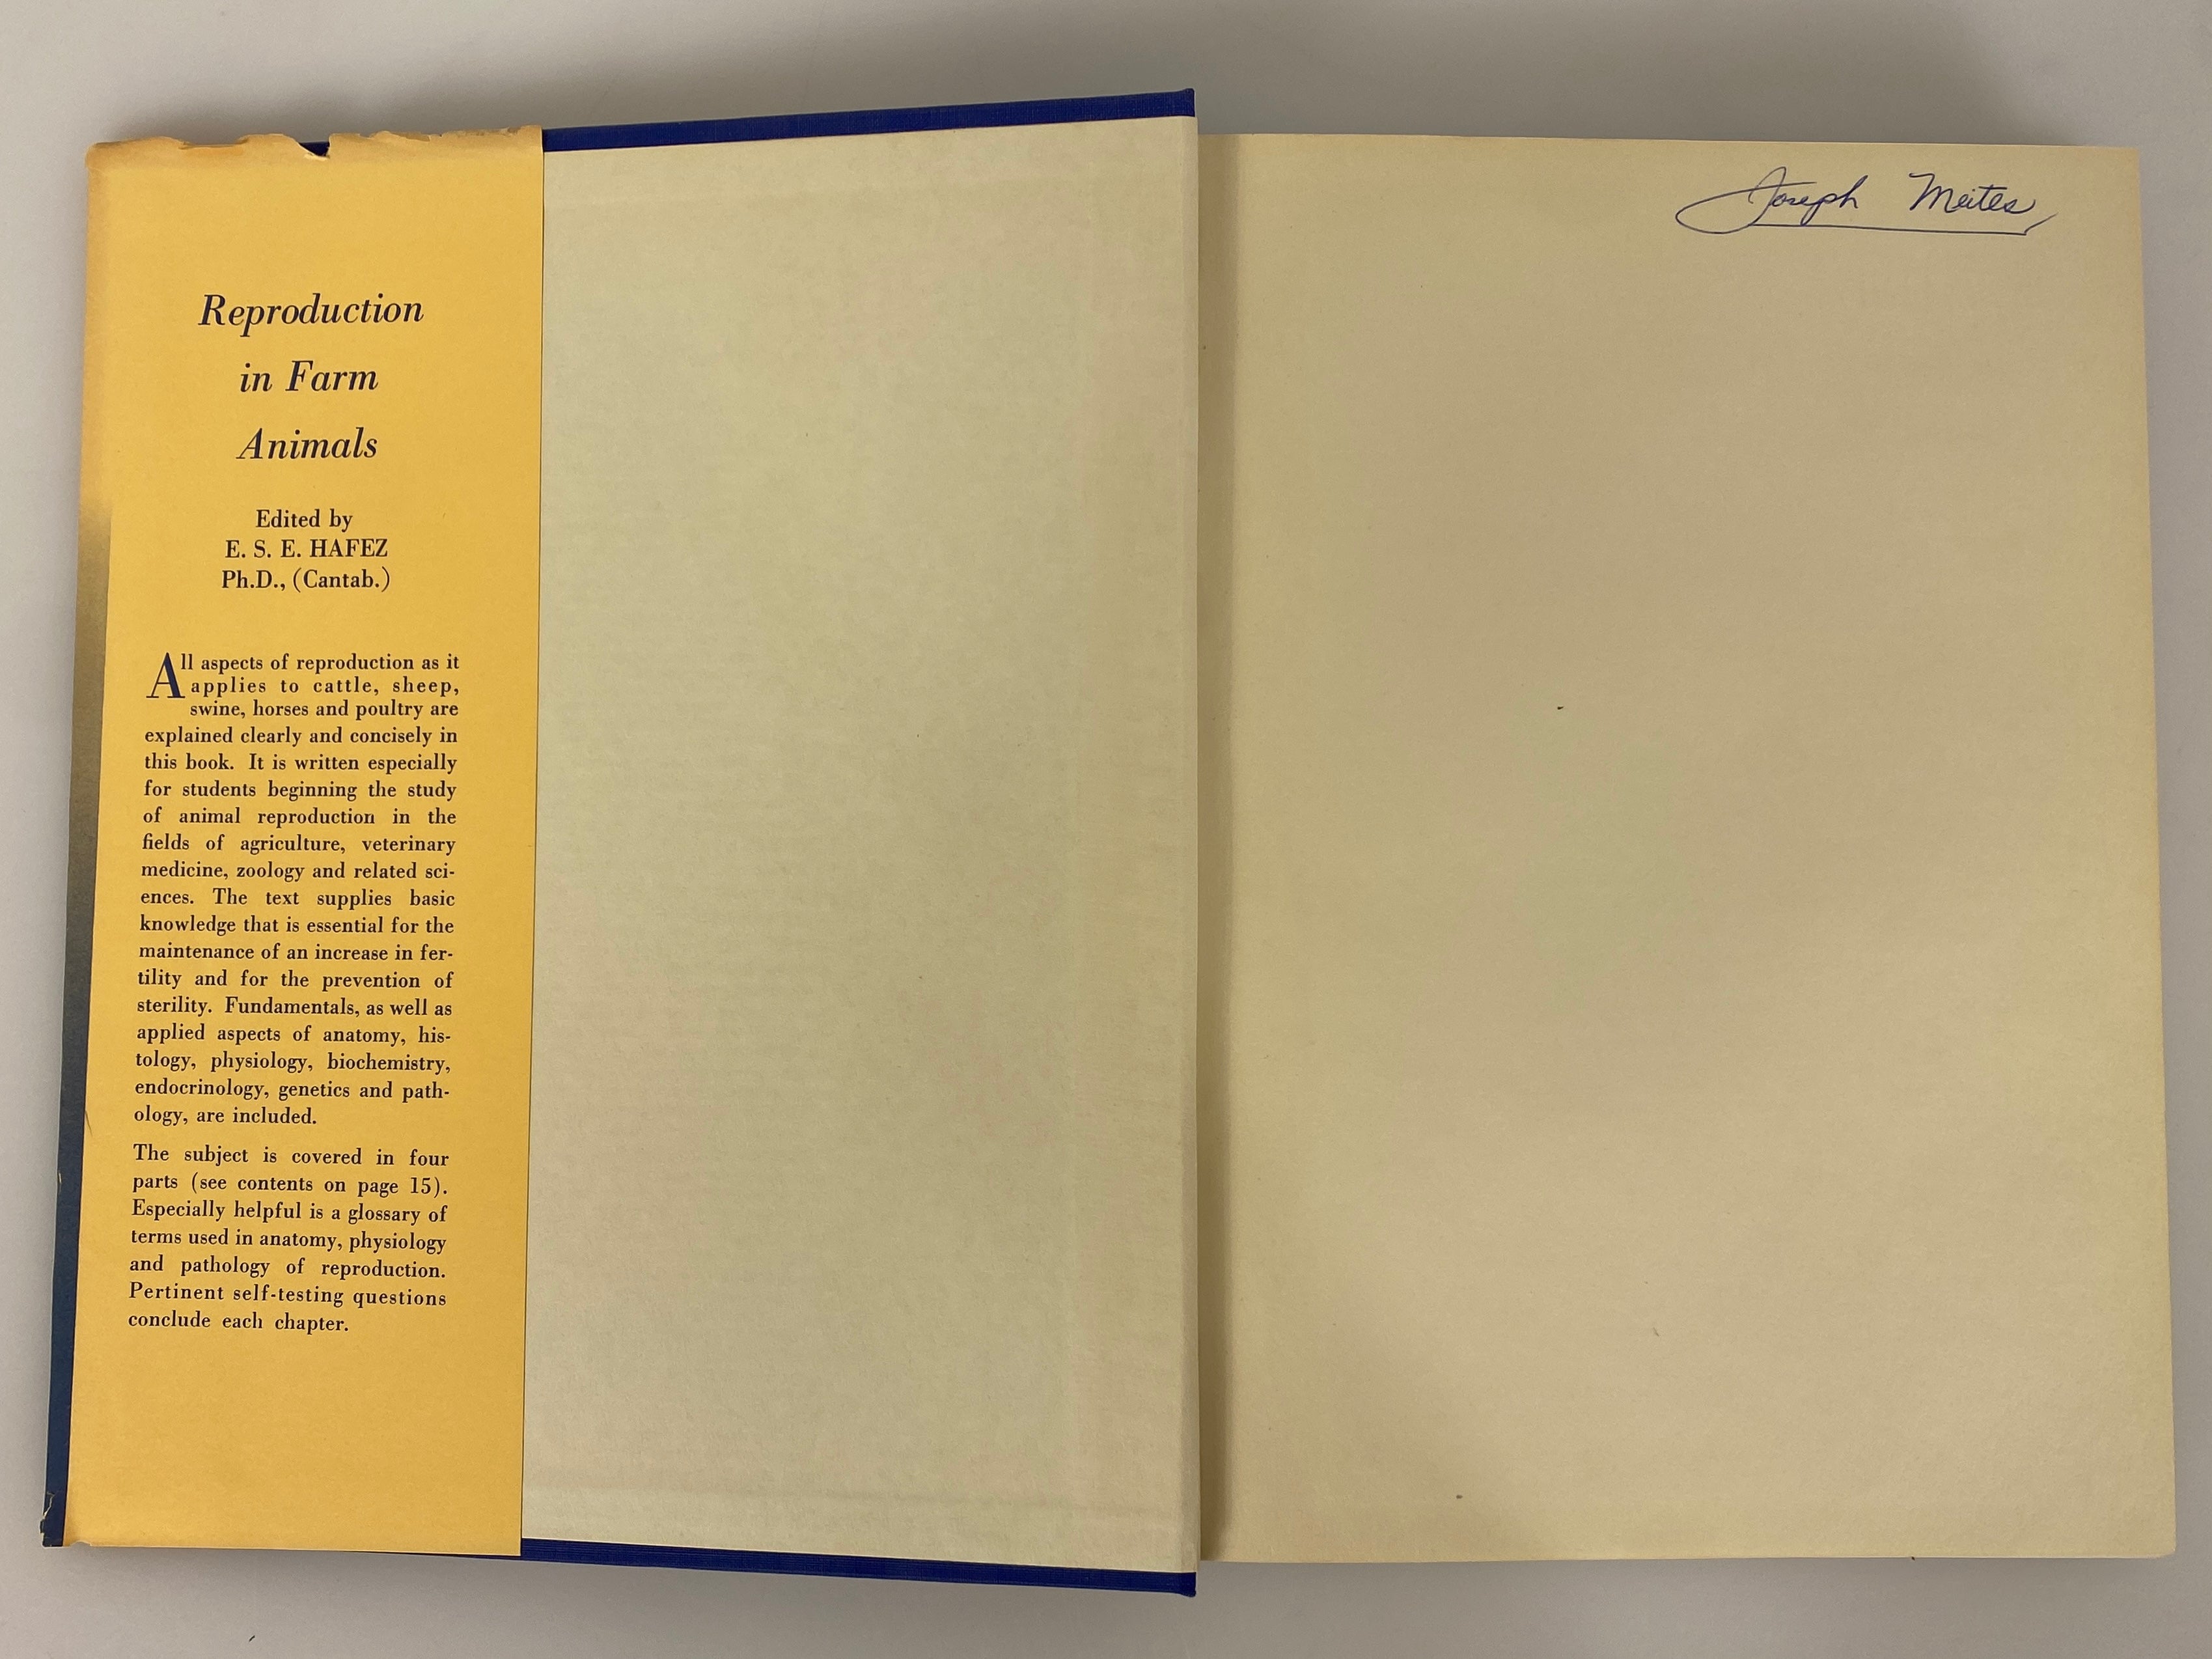 Reproduction
in Farm
Animals
Edited by
E. S. E. HAFEZ
Ph.D., (Cantab.)
All aspects of reproduction as it
applies to cattle, sheep,
swine, horses and poultry are
explained clearly and concisely in
this book. It is written especially
for students beginning the study
of animal reproduction in the
fields of agriculture, veterinary
medicine, zoology and related sci-
ences. The text supplies basic
knowledge that is essential for the
maintenance of an increase in fer-
tility and for the prevention of
sterility. Fundamentals, as well as
applied aspects of anatomy, his-
tology, physiology, biochemistry,
endocrinology, genetics and path-
ology, are included.
The subject is covered in four
parts (see contents on page 15).
Especially helpful is a glossary of
terms used in anatomy, physiology
and pathology of reproduction.
Pertinent self-testing questions
conclude each chapter.
Joseph Meites